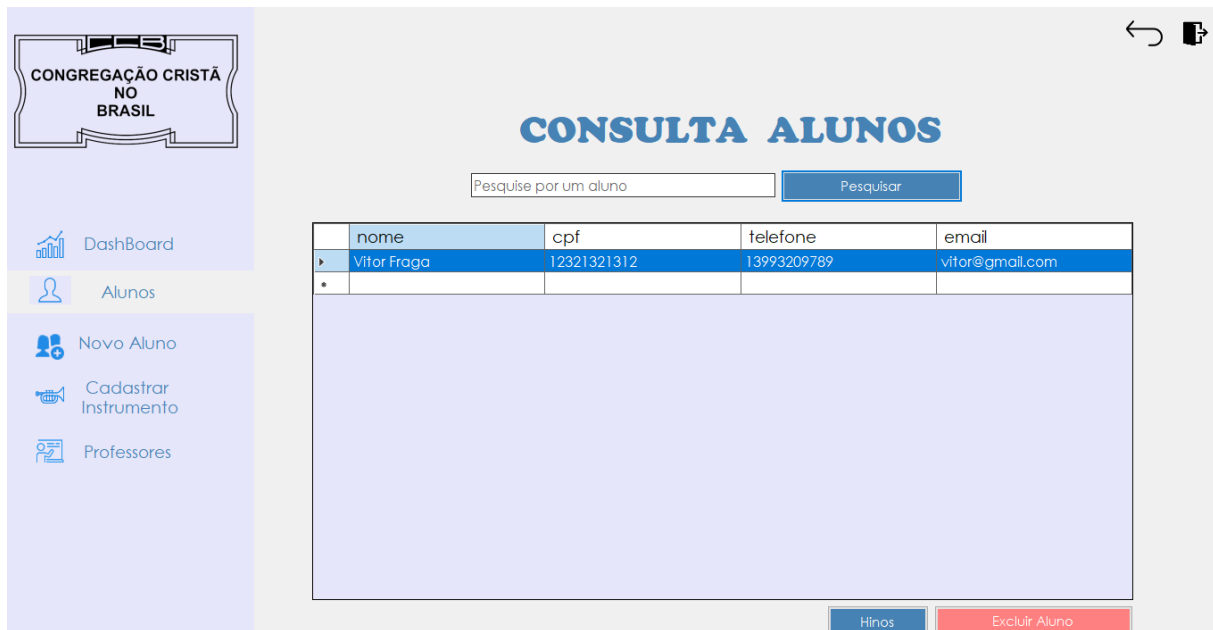 CCB
CONGREGAÇÃO CRISTÃ
NO
BRASIL
CONSULTA ALUNOS
Pesquise por um aluno
Pesquisar
DashBoard
Alunos
Novo Aluno
Cadastrar
Instrumento
Professores
nome cpf telefone email
Vitor Fraga 12321321312 13993209789 vitor@gmail.com
Hinos
Excluir Aluno